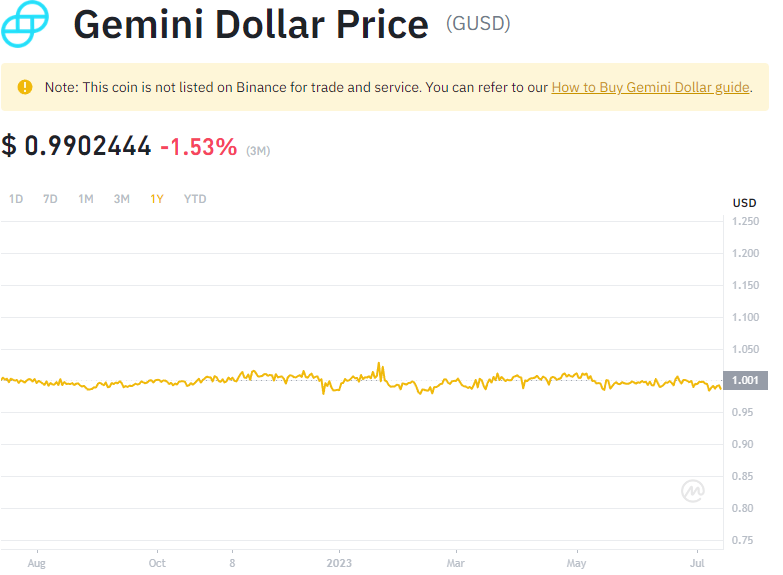 Gemini Dollar Price (GUSD)
Note: This coin is not listed on Binance for trade and service. You can refer to our How to Buy Gemini Dollar guide.
$ 0.9902444 -1.53% (3M)
1D 7D 1M 3M 1Y YTD
USD
1.250
1.200
1.150
1.100
1.050
1.001
0.95
0.90
0.85
0.80
0.75
Aug Oct 8 2023 Mar May Jul